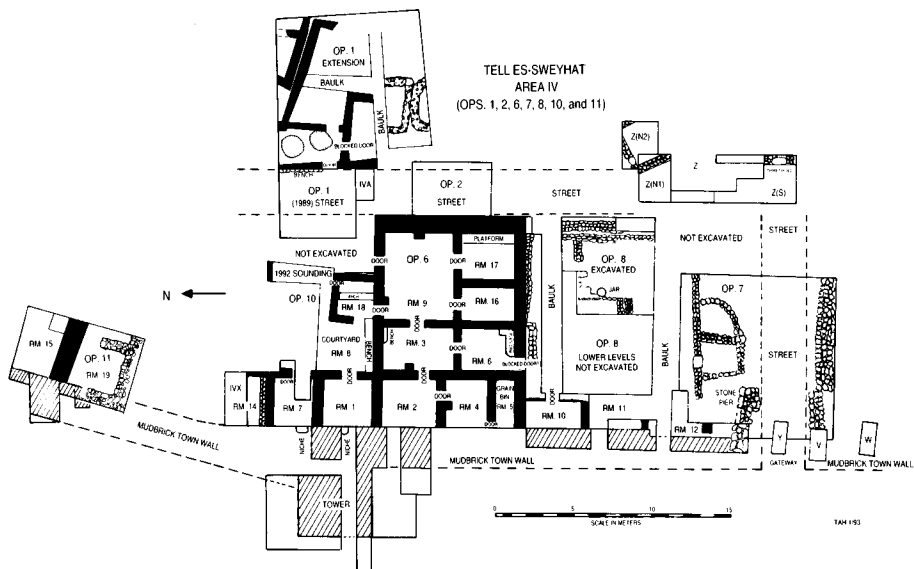 TELL ES-SWEYHAT
AREA IV
(OPS. 1, 2, 6, 7, 8, 10, and 11)
OP. 1
EXTENSION
BAULK
BAULK
BLOCKED DOOR
DOOR
BENCH
OP. 1
(1989) STREET
IVA
OP. 2
STREET
STREET
Z(N2)
Z(N1)
Z
Z(S)
NOT EXCAVATED
1992 SOUNDING
DOOR
OP. 10
RM. 18
DOOR
COURTYARD
RM. 8
BENCH
DOOR
OP. 6
RM. 9
DOOR
BENCH
RM. 3
DOOR
PLATFORM
DOOR
RM. 17
RM. 16
DOOR
RM. 6
BLOCKED DOOR
BAULK
OP. 8
EXCAVATED
JAR
OP. 8
LOWER LEVELS
NOT EXCAVATED
BAULK
NOT EXCAVATED
STREET
OP. 7
STREET
STONE
PIER
N
RM. 15
OP. 11
RM. 19
IVX
RM. 14
DOOR
RM. 7
DOOR
RM. 1
DOOR
RM. 2
DOOR
RM. 4
GRAIN
BIN
RM. 5
DOOR
DOOR
RM. 10
RM. 11
RM. 12
NICHE
NICHE
MUDBRICK TOWN WALL
MUDBRICK TOWN WALL
Y
GATEWAY
V
W
MUDBRICK TOWN WALL
TOWER
0 5 10 15
SCALE IN METERS
TAH 1/93